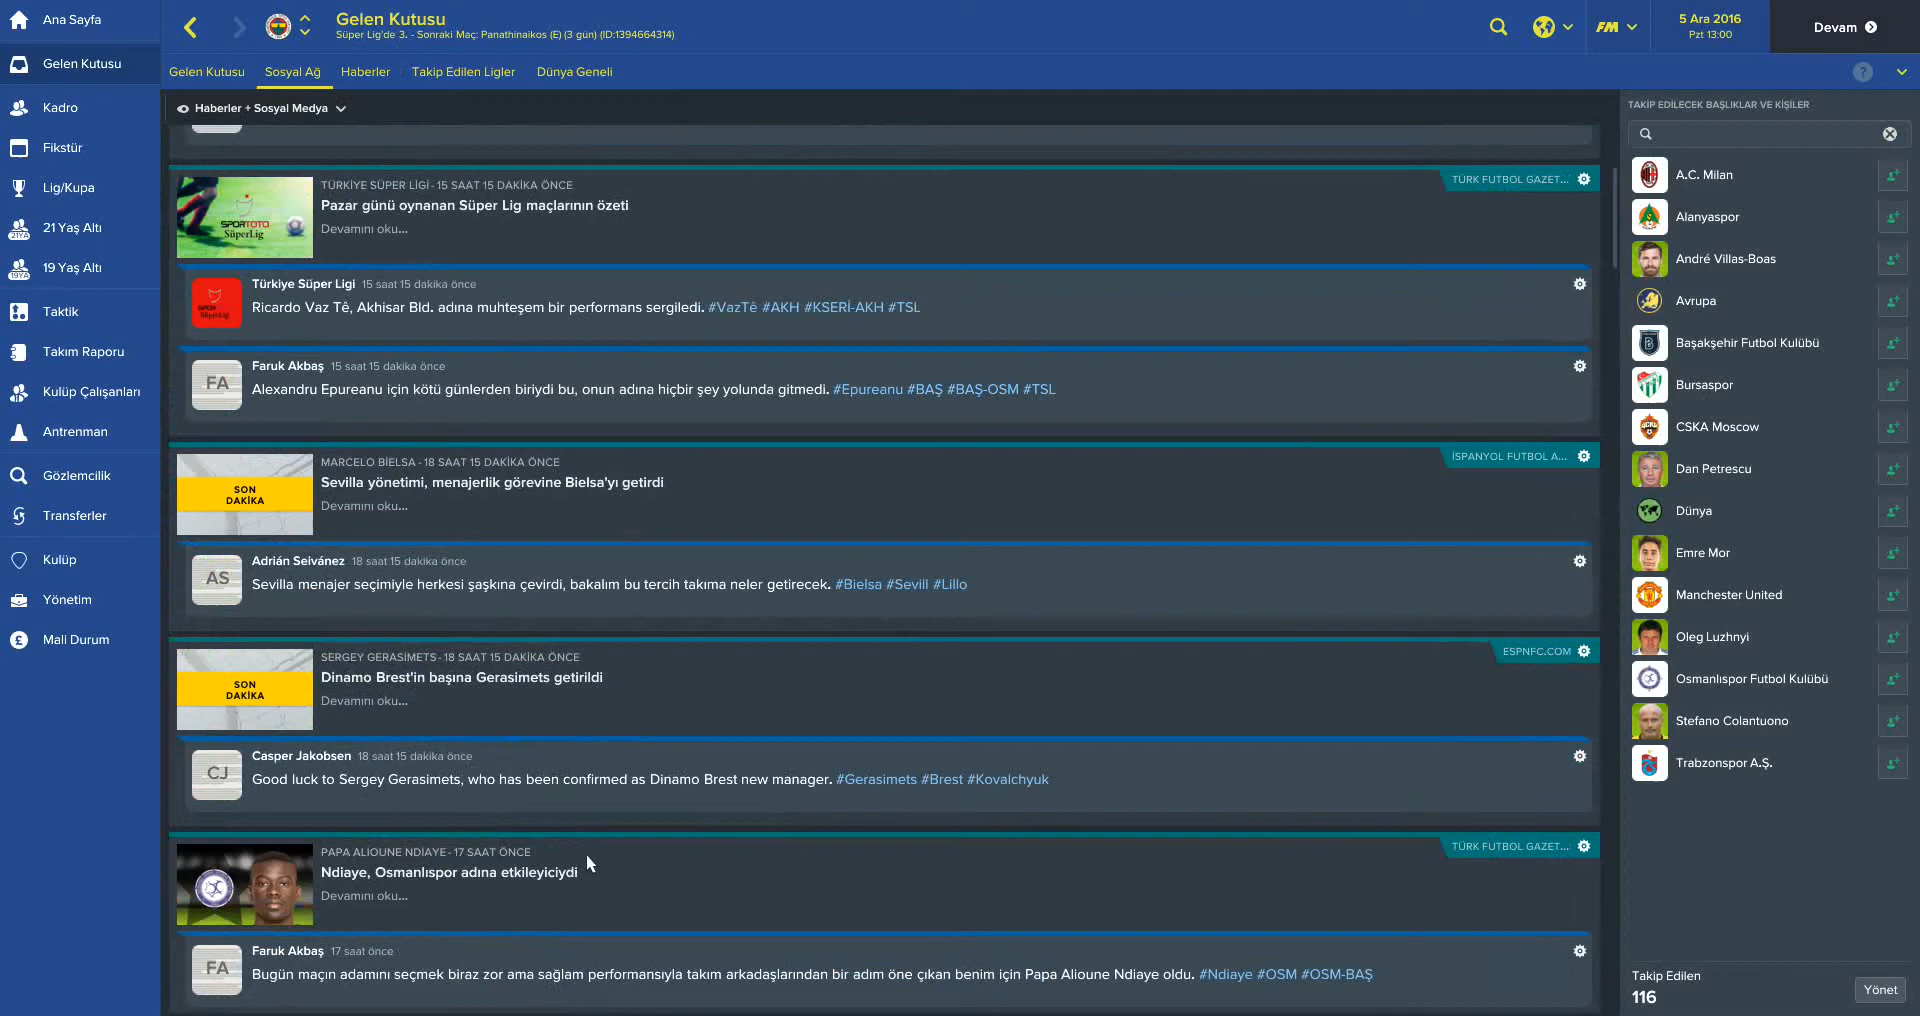 Ana Sayfa
Gelen Kutusu
Kadro
Fikstür
Lig/Kupa
21 Yaş Altı
19 Yaş Altı
Taktik
Takım Raporu
Kulüp Çalışanları
Antrenman
Gözlemcilik
Transferler
Kulüp
Yönetim
Mali Durum
Gelen Kutusu
Süper Lig'de 3. - Sonraki Maç: Panathinaikos (E) (3 gün) (ID:1394664314)
FM
5 Ara 2016
Pzt 13:00
Devam
Gelen Kutusu Sosyal Ağ Haberler Takip Edilen Ligler Dünya Geneli
Haberler + Sosyal Medya
TÜRKİYE SÜPER LİGİ - 15 SAAT 15 DAKİKA ÖNCE
TÜRK FUTBOL GAZET...
Pazar günü oynanan Süper Lig maçlarının özeti
Devamını oku...
SPORTOTO
SüperLig
Türkiye Süper Ligi 15 saat 15 dakika önce
Ricardo Vaz Tê, Akhisar Bld. adına muhteşem bir performans sergiledi. #VazTê #AKH #KSERİ-AKH #TSL
Faruk Akbaş 15 saat 15 dakika önce
FA
Alexandru Epureanu için kötü günlerden biriydi bu, onun adına hiçbir şey yolunda gitmedi. #Epureanu #BAŞ #BAŞ-OSM #TSL
MARCELO BİELSA - 18 SAAT 15 DAKİKA ÖNCE
İSPANYOL FUTBOL A...
Sevilla yönetimi, menajerlik görevine Bielsa'yı getirdi
Devamını oku...
SON
DAKİKA
Adrián Seivánez 18 saat 15 dakika önce
AS
Sevilla menajer seçimiyle herkesi şaşkına çevirdi, bakalım bu tercih takıma neler getirecek. #Bielsa #Sevill #Lillo
SERGEY GERASİMETS - 18 SAAT 15 DAKİKA ÖNCE
ESPNFC.COM
Dinamo Brest'in başına Gerasimets getirildi
Devamını oku...
SON
DAKİKA
Casper Jakobsen 18 saat 15 dakika önce
CJ
Good luck to Sergey Gerasimets, who has been confirmed as Dinamo Brest new manager. #Gerasimets #Brest #Kovalchyuk
PAPA ALIOUNE NDİAYE - 17 SAAT ÖNCE
TÜRK FUTBOL GAZET...
Ndiaye, Osmanlıspor adına etkileyiciydi
Devamını oku...
Faruk Akbaş 17 saat önce
FA
Bugün maçın adamını seçmek biraz zor ama sağlam performansıyla takım arkadaşlarından bir adım öne çıkan benim için Papa Alioune Ndiaye oldu. #Ndiaye #OSM #OSM-BAŞ
TAKİP EDİLECEK BAŞLIKLAR VE KİŞİLER
A.C. Milan
Alanyaspor
André Villas-Boas
Avrupa
Başakşehir Futbol Kulübü
Bursaspor
CSKA Moscow
Dan Petrescu
Dünya
Emre Mor
Manchester United
Oleg Luzhnyi
Osmanlıspor Futbol Kulübü
Stefano Colantuono
Trabzonspor A.Ş.
Takip Edilen
116
Yönet